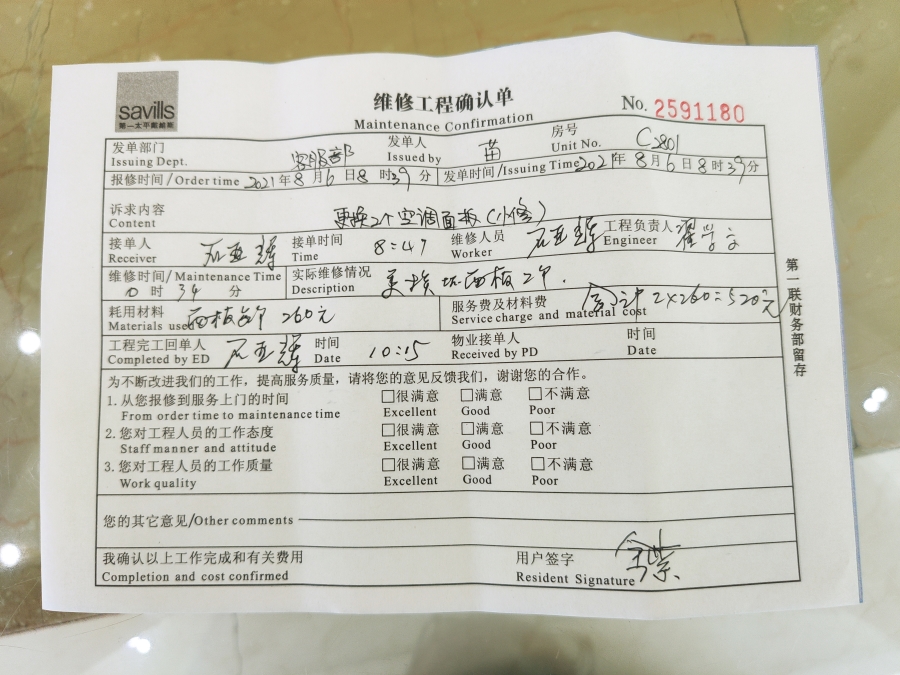 savills
第一太平戴维斯
维修工程确认单
Maintenance Confirmation
No. 2591180
发单部门 客服部 发单人 苗 房号 C2801
Issuing Dept. Issued by Unit No.
报修时间/Order time 2021年8月6日8时39分 发单时间/Issuing Time 2021年8月6日8时39分
诉求内容 更换2个空调面板(小修)
Content
接单人 石亚辉 接单时间 8:47 维修人员 石亚辉 工程负责人
Receiver Time Worker Engineer
维修时间/Maintenance Time 实际维修情况 更换坏面板2个.
时34分 Description
耗用材料 面板 260元 服务费及材料费 合计2×260=520元
Materials used Service charge and material cost
工程完工回单人 石亚辉 时间 10:15 物业接单人 时间
Completed by ED Date Received by PD Date
为不断改进我们的工作，提高服务质量，请将您的意见反馈我们，谢谢您的合作。
1.从您报修到服务上门的时间 □很满意 □满意 □不满意
From order time to maintenance time Excellent Good Poor
2.您对工程人员的工作态度 □很满意 □满意 □不满意
Staff manner and attitude Excellent Good Poor
3.您对工程人员的工作质量 □很满意 □满意 □不满意
Work quality Excellent Good Poor
您的其它意见/Other comments
我确认以上工作完成和有关费用 用户签字
Completion and cost confirmed Resident Signature
第一联财务部留存